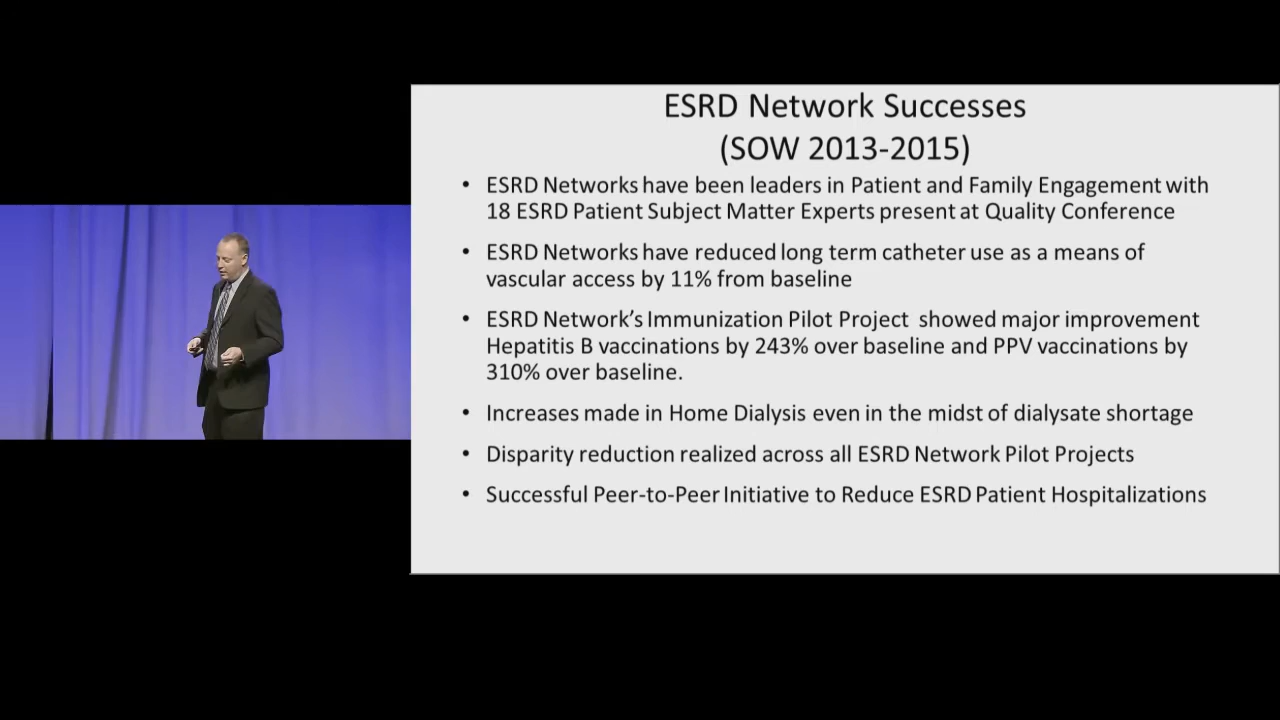 ESRD Network Successes
(SOW 2013-2015)
• ESRD Networks have been leaders in Patient and Family Engagement with
18 ESRD Patient Subject Matter Experts present at Quality Conference
• ESRD Networks have reduced long term catheter use as a means of
vascular access by 11% from baseline
• ESRD Network’s Immunization Pilot Project showed major improvement
Hepatitis B vaccinations by 243% over baseline and PPV vaccinations by
310% over baseline.
• Increases made in Home Dialysis even in the midst of dialysate shortage
• Disparity reduction realized across all ESRD Network Pilot Projects
• Successful Peer-to-Peer Initiative to Reduce ESRD Patient Hospitalizations